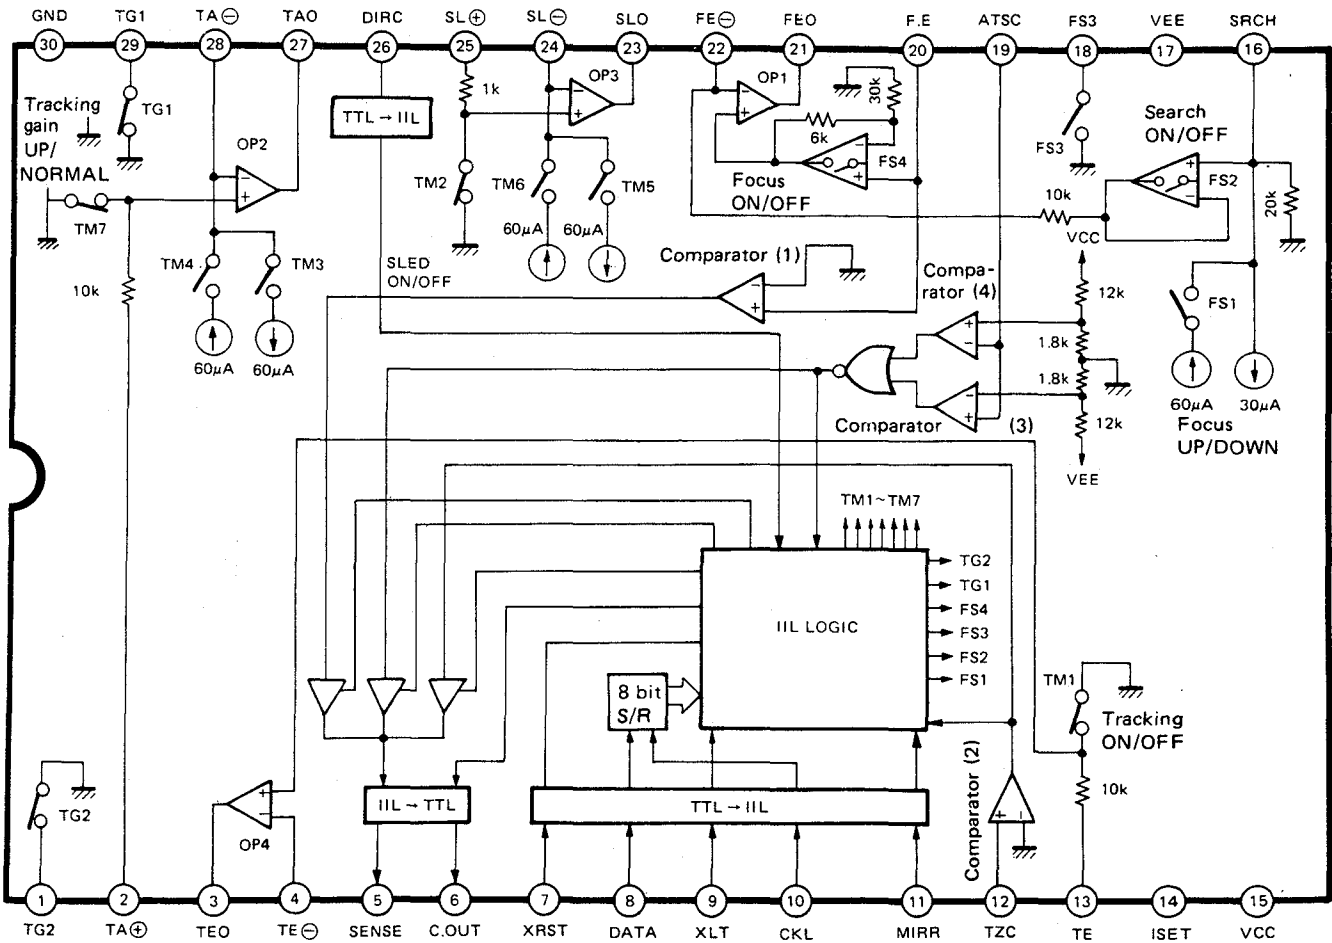 GND TG1 TA⊖ TAO DIRC SL⊕ SL⊖ SLO FE⊖ FEO F.E ATSC FS3 VEE SRCH
30 29 28 27 26 25 24 23 22 21 20 19 18 17 16
Tracking
gain
UP/
NORMAL
TG1
TM7
10k
OP2
- +
TM4
TM3
60μA
60μA
TTL→IIL
SLED
ON/OFF
1k
TM2
OP3
- +
TM6
TM5
60μA
60μA
OP1
- +
30k
6k
- +
FS4
Focus
ON/OFF
Comparator (1)
- +
FS3
Search
ON/OFF
+ -
FS2
10k
20k
VCC
12k
1.8k
1.8k
12k
VEE
Compa-
rator (4)
+ -
Comparator (3)
- +
FS1
60μA
30μA
Focus
UP/DOWN
TM1~TM7
IIL LOGIC
TG2
TG1
FS4
FS3
FS2
FS1
8 bit
S/R
TM1
Tracking
ON/OFF
10k
Comparator (2)
+ -
TG2
+ -
OP4
IIL→TTL
TTL→IIL
1 2 3 4 5 6 7 8 9 10 11 12 13 14 15
TG2 TA⊕ TEO TE⊖ SENSE C.OUT XRST DATA XLT CKL MIRR TZC TE ISET VCC